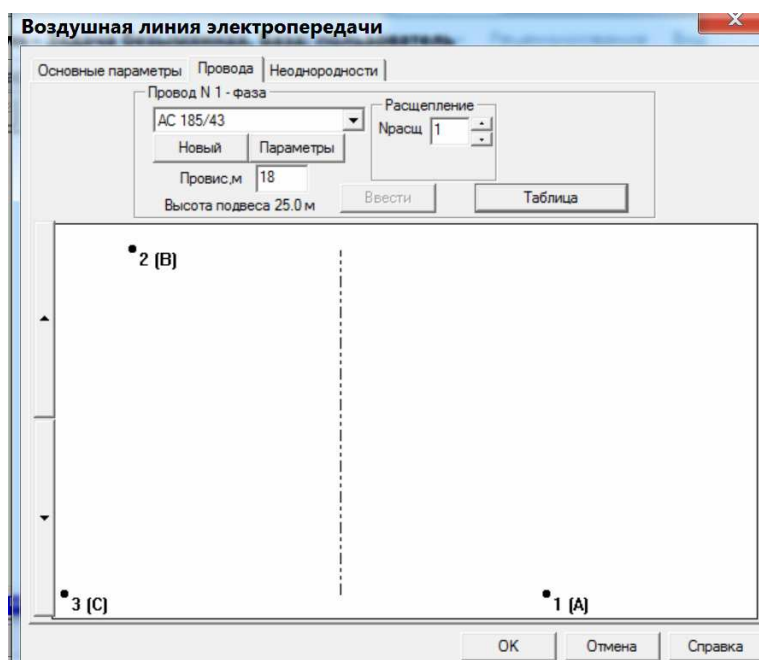 Воздушная линия электропередачи
X
Основные параметры Провода Неоднородности
Провод N 1 - фаза
Расщепление
АС 185/43
Nрасщ 1
Новый Параметры
Провис,м 18
Высота подвеса 25.0 м
Ввести
Таблица
2 (B)
3 (C)
1 (A)
OK Отмена Справка